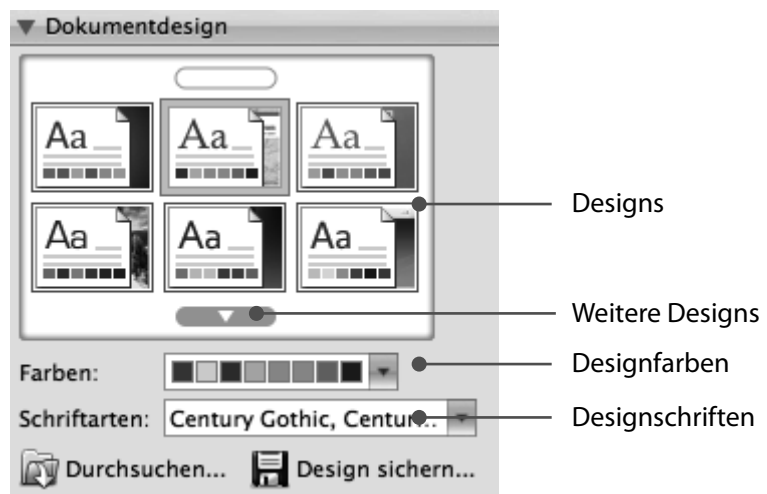 Dokumentdesign
Aa Aa Aa
Designs
Aa Aa Aa
Weitere Designs
Designfarben
Farben:
Schriftarten: Century Gothic, Centur... Designschriften
Durchsuchen... Design sichern...